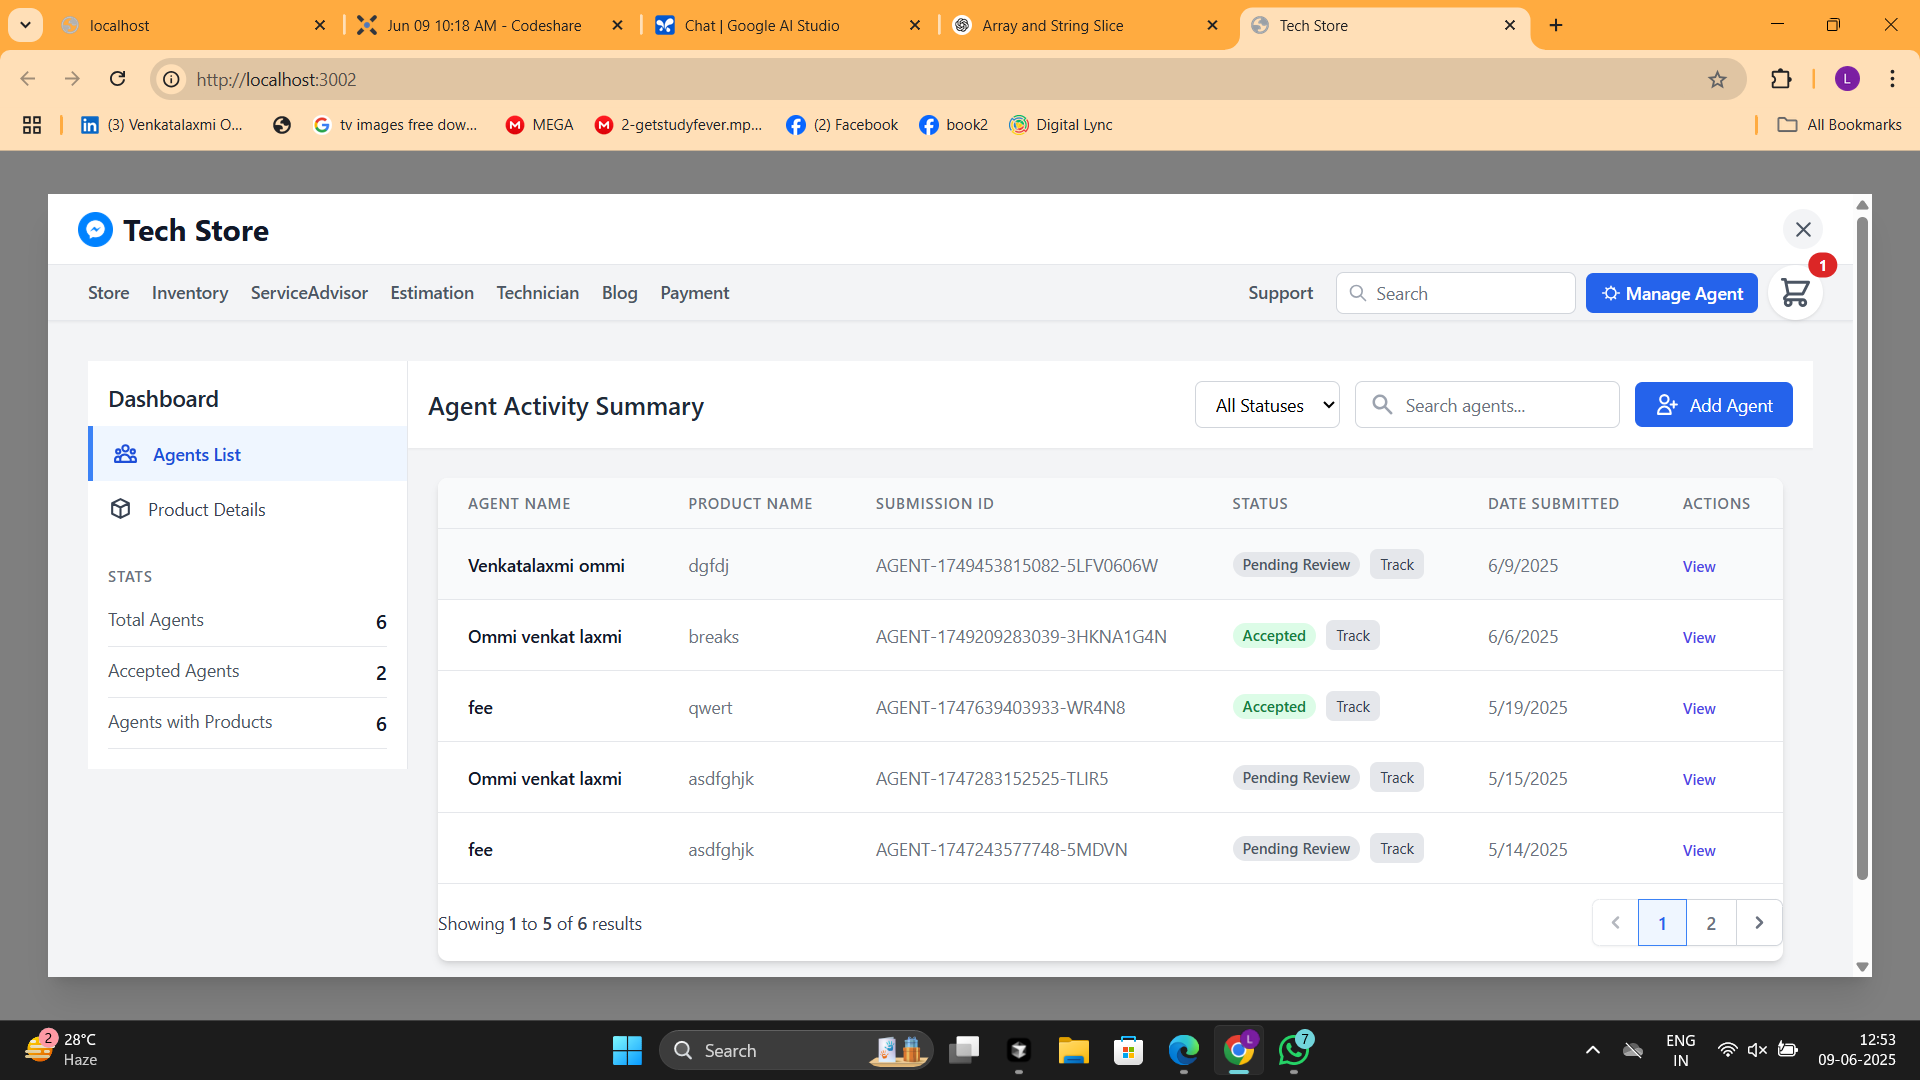 localhost
Jun 09 10:18 AM - Codeshare
Chat | Google AI Studio
Array and String Slice
Tech Store
http://localhost:3002
L
(3) Venkatalaxmi O...
tv images free dow...
MEGA
2-getstudyfever.mp...
(2) Facebook
book2
Digital Lync
All Bookmarks
Tech Store
Store Inventory ServiceAdvisor Estimation Technician Blog Payment
Support
Search
Manage Agent
1
Dashboard
Agents List
Product Details
STATS
Total Agents 6
Accepted Agents 2
Agents with Products 6
Agent Activity Summary
All Statuses
Search agents...
Add Agent
AGENT NAME PRODUCT NAME SUBMISSION ID STATUS DATE SUBMITTED ACTIONS
Venkatalaxmi ommi dgfdj AGENT-1749453815082-5LFV0606W Pending Review Track 6/9/2025 View
Ommi venkat laxmi breaks AGENT-1749209283039-3HKNA1G4N Accepted Track 6/6/2025 View
fee qwert AGENT-1747639403933-WR4N8 Accepted Track 5/19/2025 View
Ommi venkat laxmi asdfghjk AGENT-1747283152525-TLIR5 Pending Review Track 5/15/2025 View
fee asdfghjk AGENT-1747243577748-5MDVN Pending Review Track 5/14/2025 View
Showing 1 to 5 of 6 results
1 2
2
28°C
Haze
Search
L
7
ENG
IN
12:53
09-06-2025